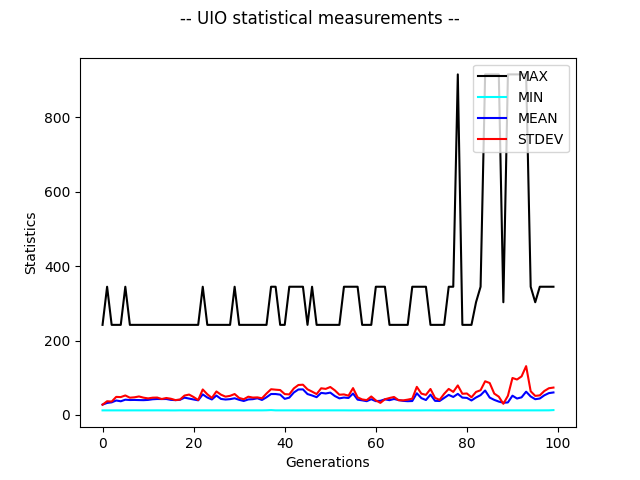 -- UIO statistical measurements --
MAX
MIN
MEAN
STDEV
Statistics
800
600
400
200
0
0 20 40 60 80 100
Generations